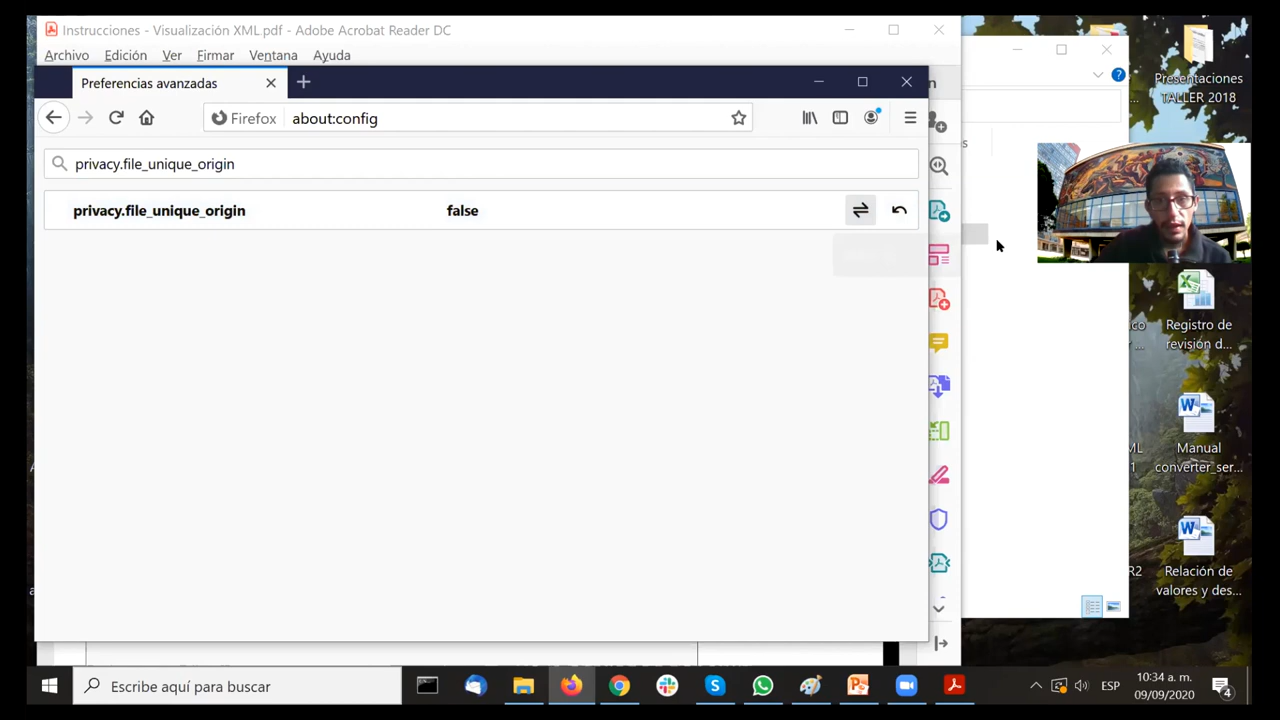 Instrucciones - Visualización XML.pdf - Adobe Acrobat Reader DC
Archivo Edición Ver Firmar Ventana Ayuda
Preferencias avanzadas
Firefox about:config
privacy.file_unique_origin
privacy.file_unique_origin false
Presentaciones
TALLER 2018
Registro de
revisión d...
Manual
converter_ser...
Relación de
valores y des...
Escribe aquí para buscar
ESP
10:34 a. m.
09/09/2020
4